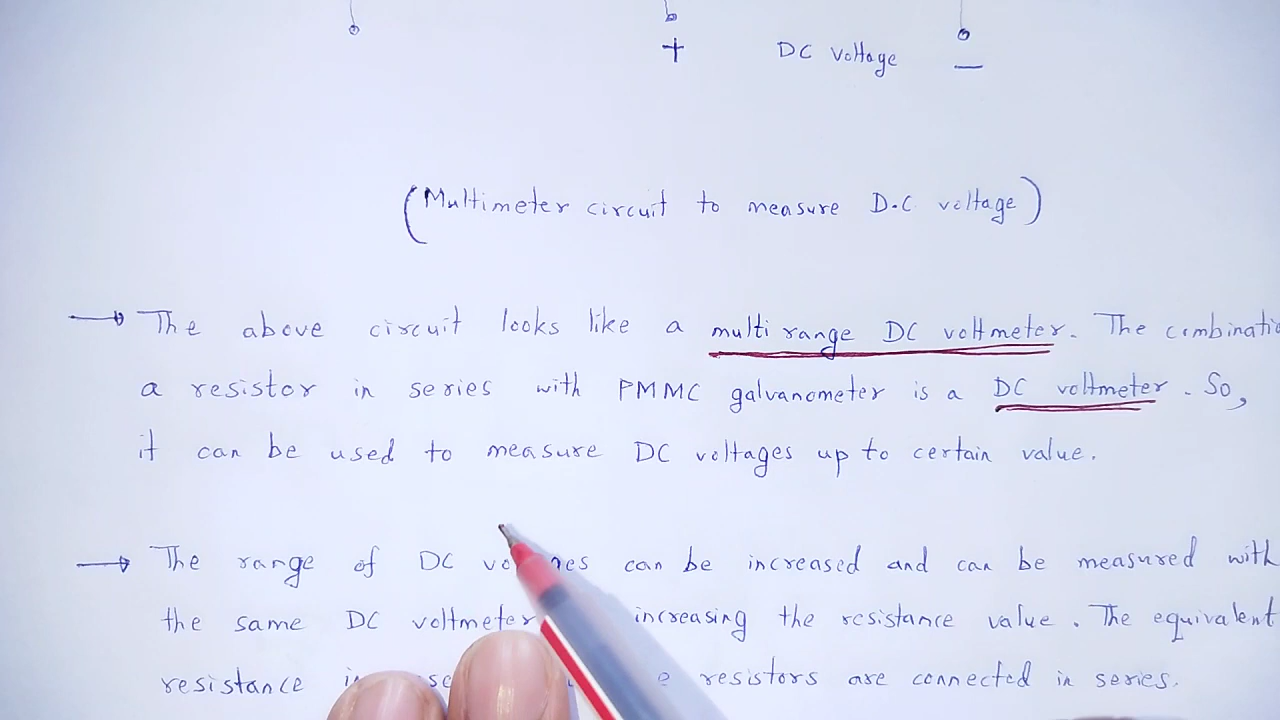 + DC voltage −
(Multimeter circuit to measure D.C. voltage)
→ The above circuit looks like a multi range DC voltmeter. The combinatio
a resistor in series with PMMC galvanometer is a DC voltmeter. So,
it can be used to measure DC voltages up to certain value.
→ The range of DC can be increased and can be measured with
the same DC voltmeter increasing the resistance value. The equivalent
resistance resistors are connected in series.